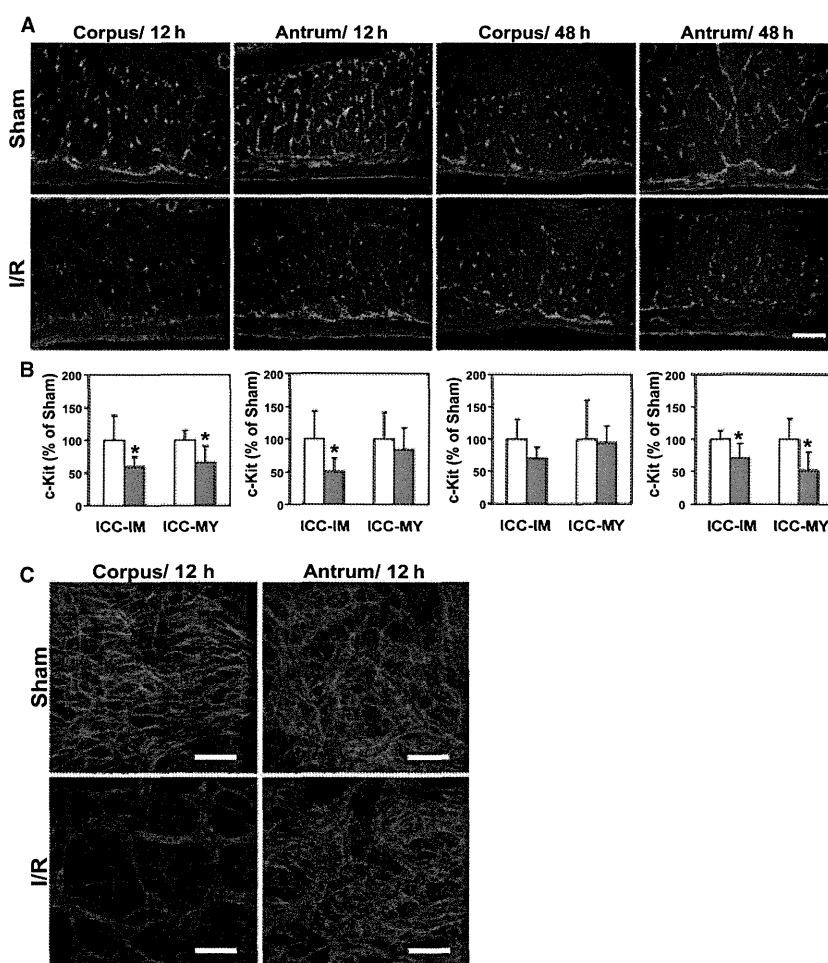 A
Corpus/ 12 h
Antrum/ 12 h
Corpus/ 48 h
Antrum/ 48 h
Sham
I/R
B
c-Kit (% of Sham)
200
150
100
50
0
*
*
ICC-IM
ICC-MY
c-Kit (% of Sham)
200
150
100
50
0
*
ICC-IM
ICC-MY
c-Kit (% of Sham)
200
150
100
50
0
ICC-IM
ICC-MY
c-Kit (% of Sham)
200
150
100
50
0
*
*
ICC-IM
ICC-MY
C
Corpus/ 12 h
Antrum/ 12 h
Sham
I/R